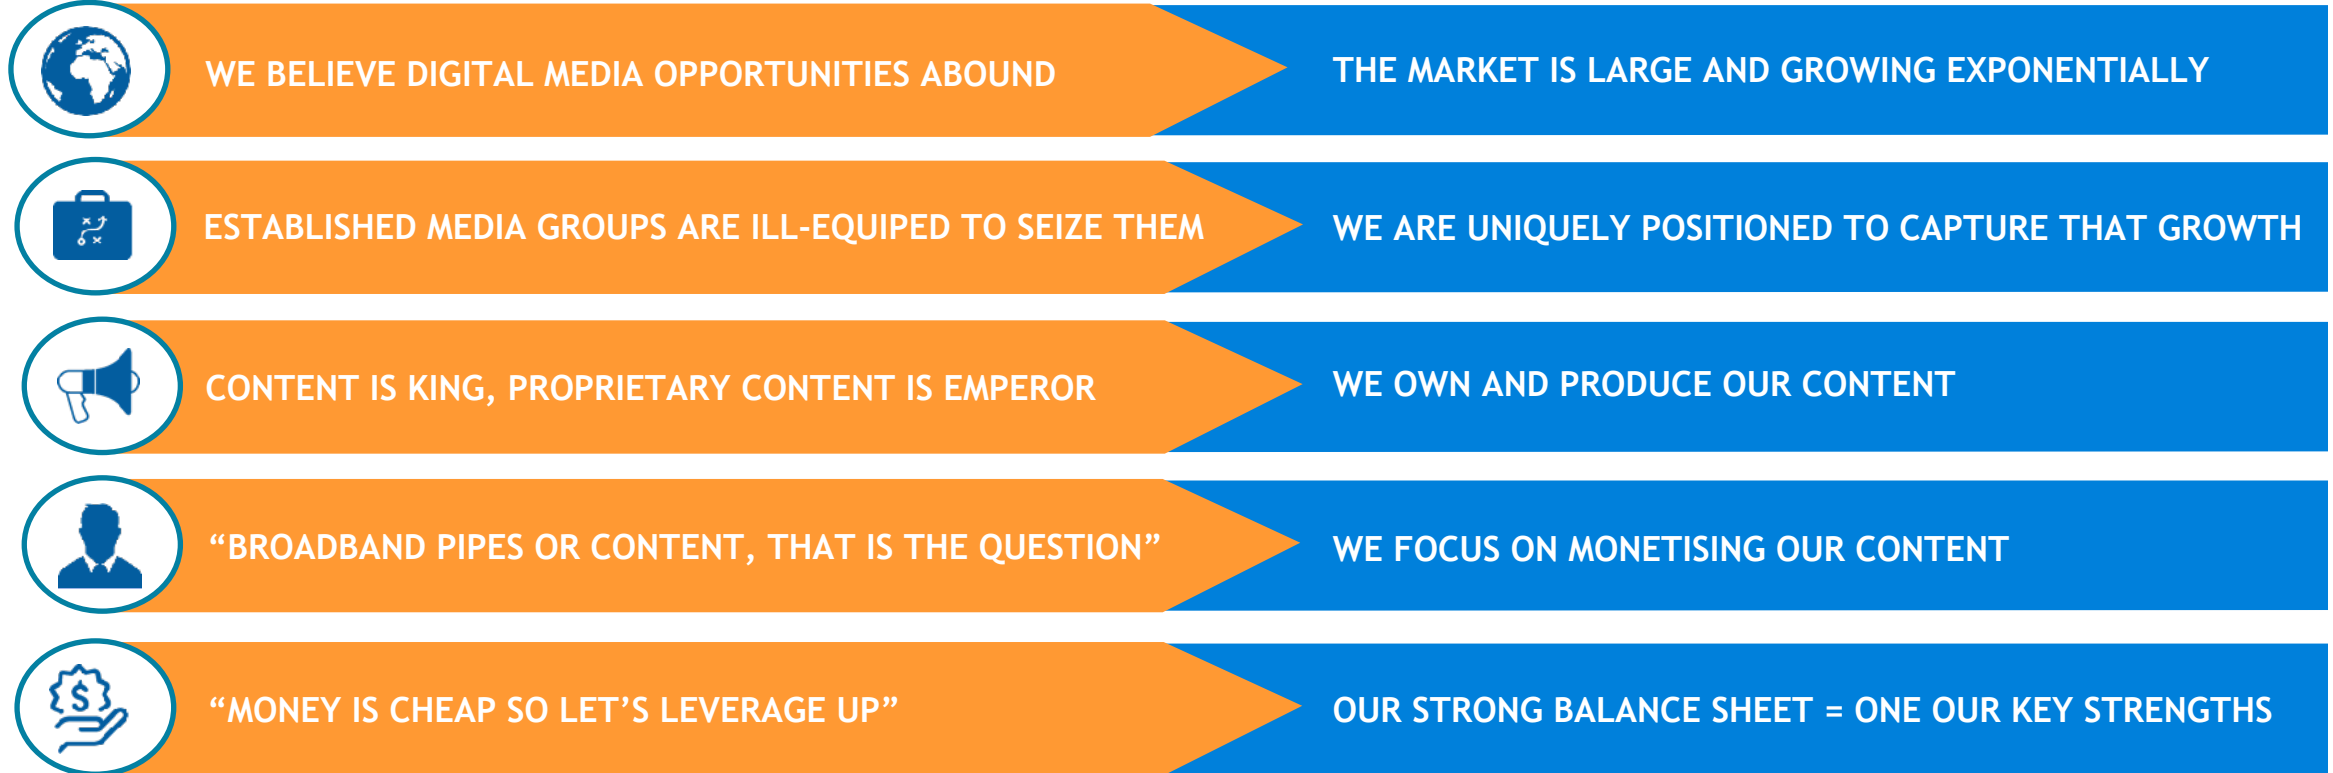 WE BELIEVE DIGITAL MEDIA OPPORTUNITIES ABOUND
THE MARKET IS LARGE AND GROWING EXPONENTIALLY
ESTABLISHED MEDIA GROUPS ARE ILL-EQUIPED TO SEIZE THEM
WE ARE UNIQUELY POSITIONED TO CAPTURE THAT GROWTH
CONTENT IS KING, PROPRIETARY CONTENT IS EMPEROR
WE OWN AND PRODUCE OUR CONTENT
“BROADBAND PIPES OR CONTENT, THAT IS THE QUESTION”
WE FOCUS ON MONETISING OUR CONTENT
$
“MONEY IS CHEAP SO LET’S LEVERAGE UP”
OUR STRONG BALANCE SHEET = ONE OUR KEY STRENGTHS